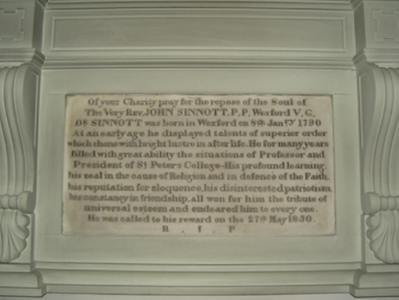 Of your Charity pray for the repose of the Soul of
The Very Rev. JOHN SINNOTT, P, P, Wexford V, G,
DR SINNOTT was born in Wexford on 8th Janry 1790
At an early age he displayed talents of superior order
which shone with bright lustre in after life. He for many years
filled with great ability the situations of Professor and
President of St Peters College-His profound learning,
his zeal in the cause of Religion and in defence of the Faith,
his reputation for eloquence, his disinterested patriotism,
his constancy in friendship, all won for him the tribute of
universal esteem and endeared him to every one.
He was called to his reward on the 27th May 1850.
R . I . P